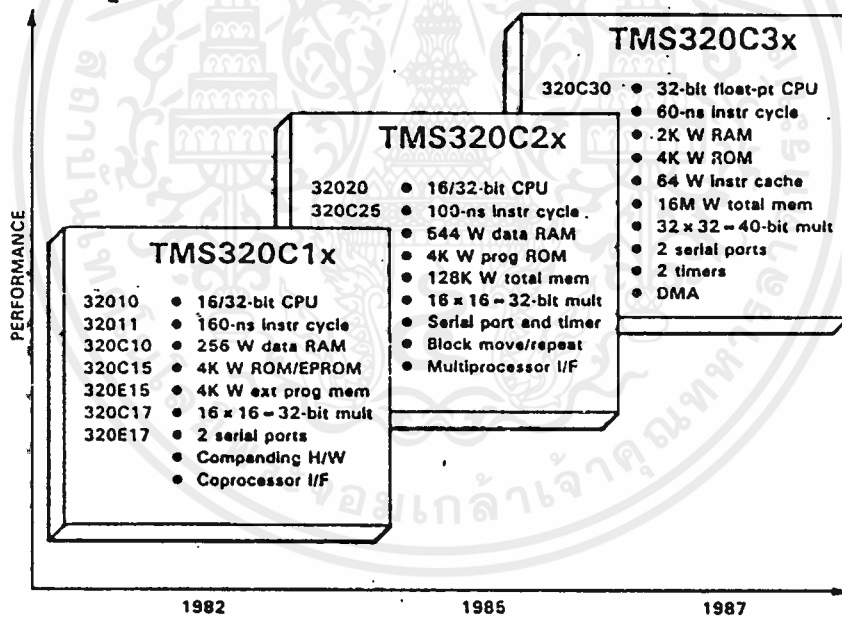 TMS320C3x
320C30 • 32-bit float-pt CPU
• 60-ns instr cycle
• 2K W RAM
• 4K W ROM
• 64 W instr cache
• 16M W total mem
• 32 x 32 = 40-bit mult
• 2 serial ports
• 2 timers
• DMA
TMS320C2x
32020 • 16/32-bit CPU
320C25 • 100-ns instr cycle
• 544 W data RAM
• 4K W prog ROM
• 128K W total mem
• 16 x 16 = 32-bit mult
• Serial port and timer
• Block move/repeat
• Multiprocessor I/F
TMS320C1x
32010 • 16/32-bit CPU
32011 • 160-ns instr cycle
320C10 • 256 W data RAM
320C15 • 4K W ROM/EPROM
320E15 • 4K W ext prog mem
320C17 • 16 x 16 = 32-bit mult
320E17 • 2 serial ports
• Companding H/W
• Coprocessor I/F
PERFORMANCE
1982 1985 1987